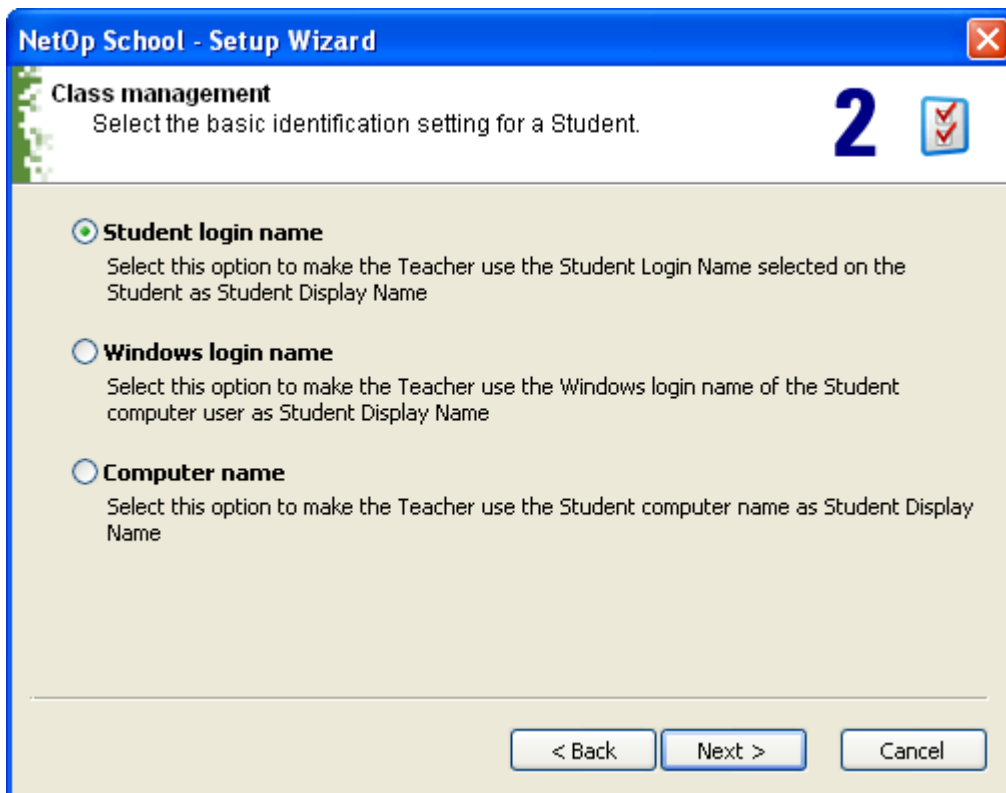 NetOp School - Setup Wizard
Class management
Select the basic identification setting for a Student.
2
Student login name
Select this option to make the Teacher use the Student Login Name selected on the
Student as Student Display Name
Windows login name
Select this option to make the Teacher use the Windows login name of the Student
computer user as Student Display Name
Computer name
Select this option to make the Teacher use the Student computer name as Student Display
Name
< Back
Next >
Cancel